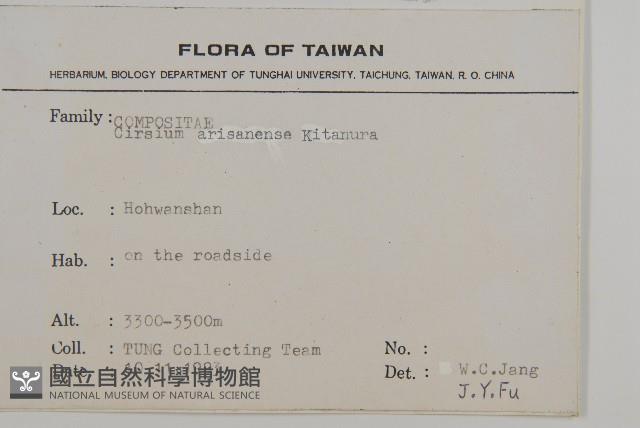 FLORA OF TAIWAN
HERBARIUM, BIOLOGY DEPARTMENT OF TUNGHAI UNIVERSITY, TAICHUNG, TAIWAN, R. O. CHINA
Family : COMPOSITAE
Cirsium arisanense Kitamura
Loc. : Hohwanshan
Hab. : on the roadside
Alt. : 3300-3500m
Coll. : TUNG Collecting Team No. :
Date Det. : W.C.Jang
J.Y.Fu
國立自然科學博物館
NATIONAL MUSEUM OF NATURAL SCIENCE